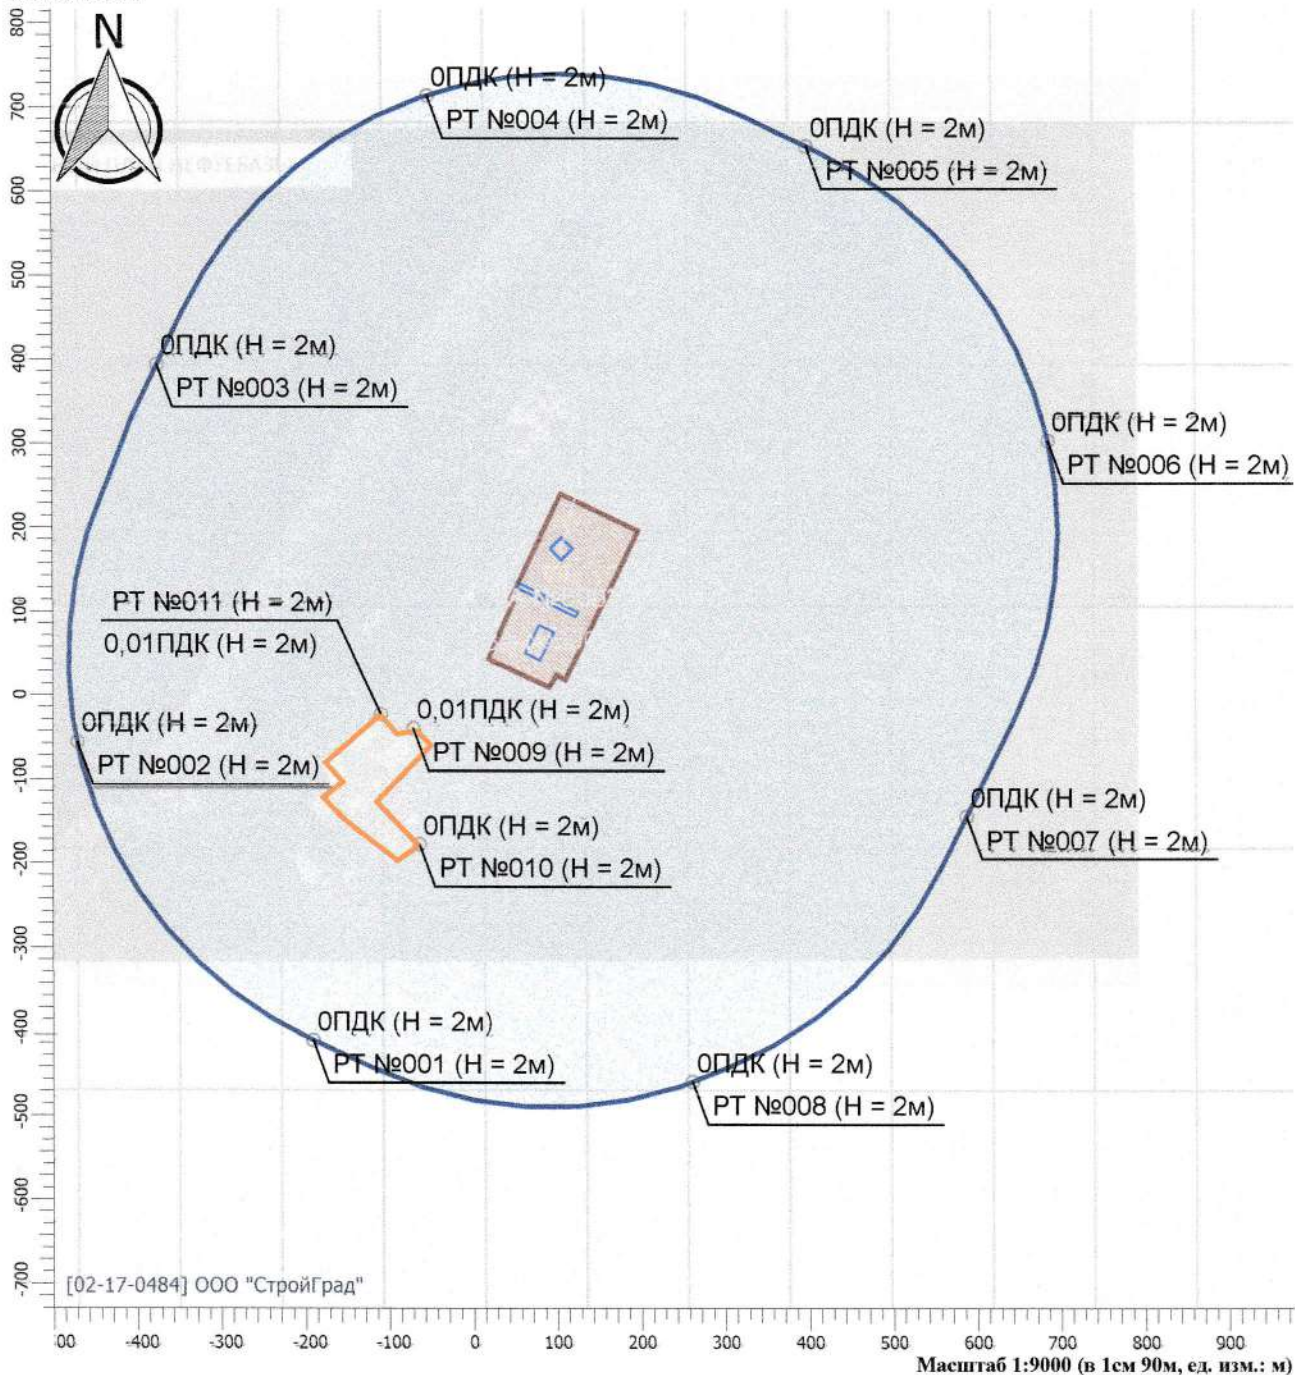 N
800
700
600
500
400
300
200
100
0
-100
-200
-300
-400
-500
-600
-700
0ПДК (H = 2м)
РТ №004 (H = 2м)
0ПДК (H = 2м)
РТ №005 (H = 2м)
0ПДК (H = 2м)
РТ №003 (H = 2м)
0ПДК (H = 2м)
РТ №006 (H = 2м)
РТ №011 (H = 2м)
0,01ПДК (H = 2м)
0,01ПДК (H = 2м)
РТ №009 (H = 2м)
0ПДК (H = 2м)
РТ №002 (H = 2м)
0ПДК (H = 2м)
РТ №007 (H = 2м)
0ПДК (H = 2м)
РТ №010 (H = 2м)
0ПДК (H = 2м)
РТ №001 (H = 2м)
0ПДК (H = 2м)
РТ №008 (H = 2м)
[02-17-0484] ООО "СтройГрад"
-400 -300 -200 -100 0 100 200 300 400 500 600 700 800 900
Масштаб 1:9000 (в 1см 90м, ед. изм.: м)